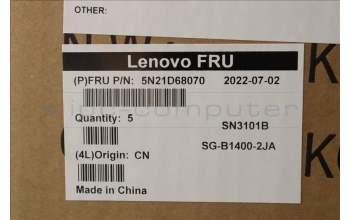 OTHER:
Lenovo FRU
(P)FRU P/N: 5N21D68070 2022-07-02
Quantity: 5
SN3101B
SG-B1400-2JA
(4L)Origin: CN
Made in China